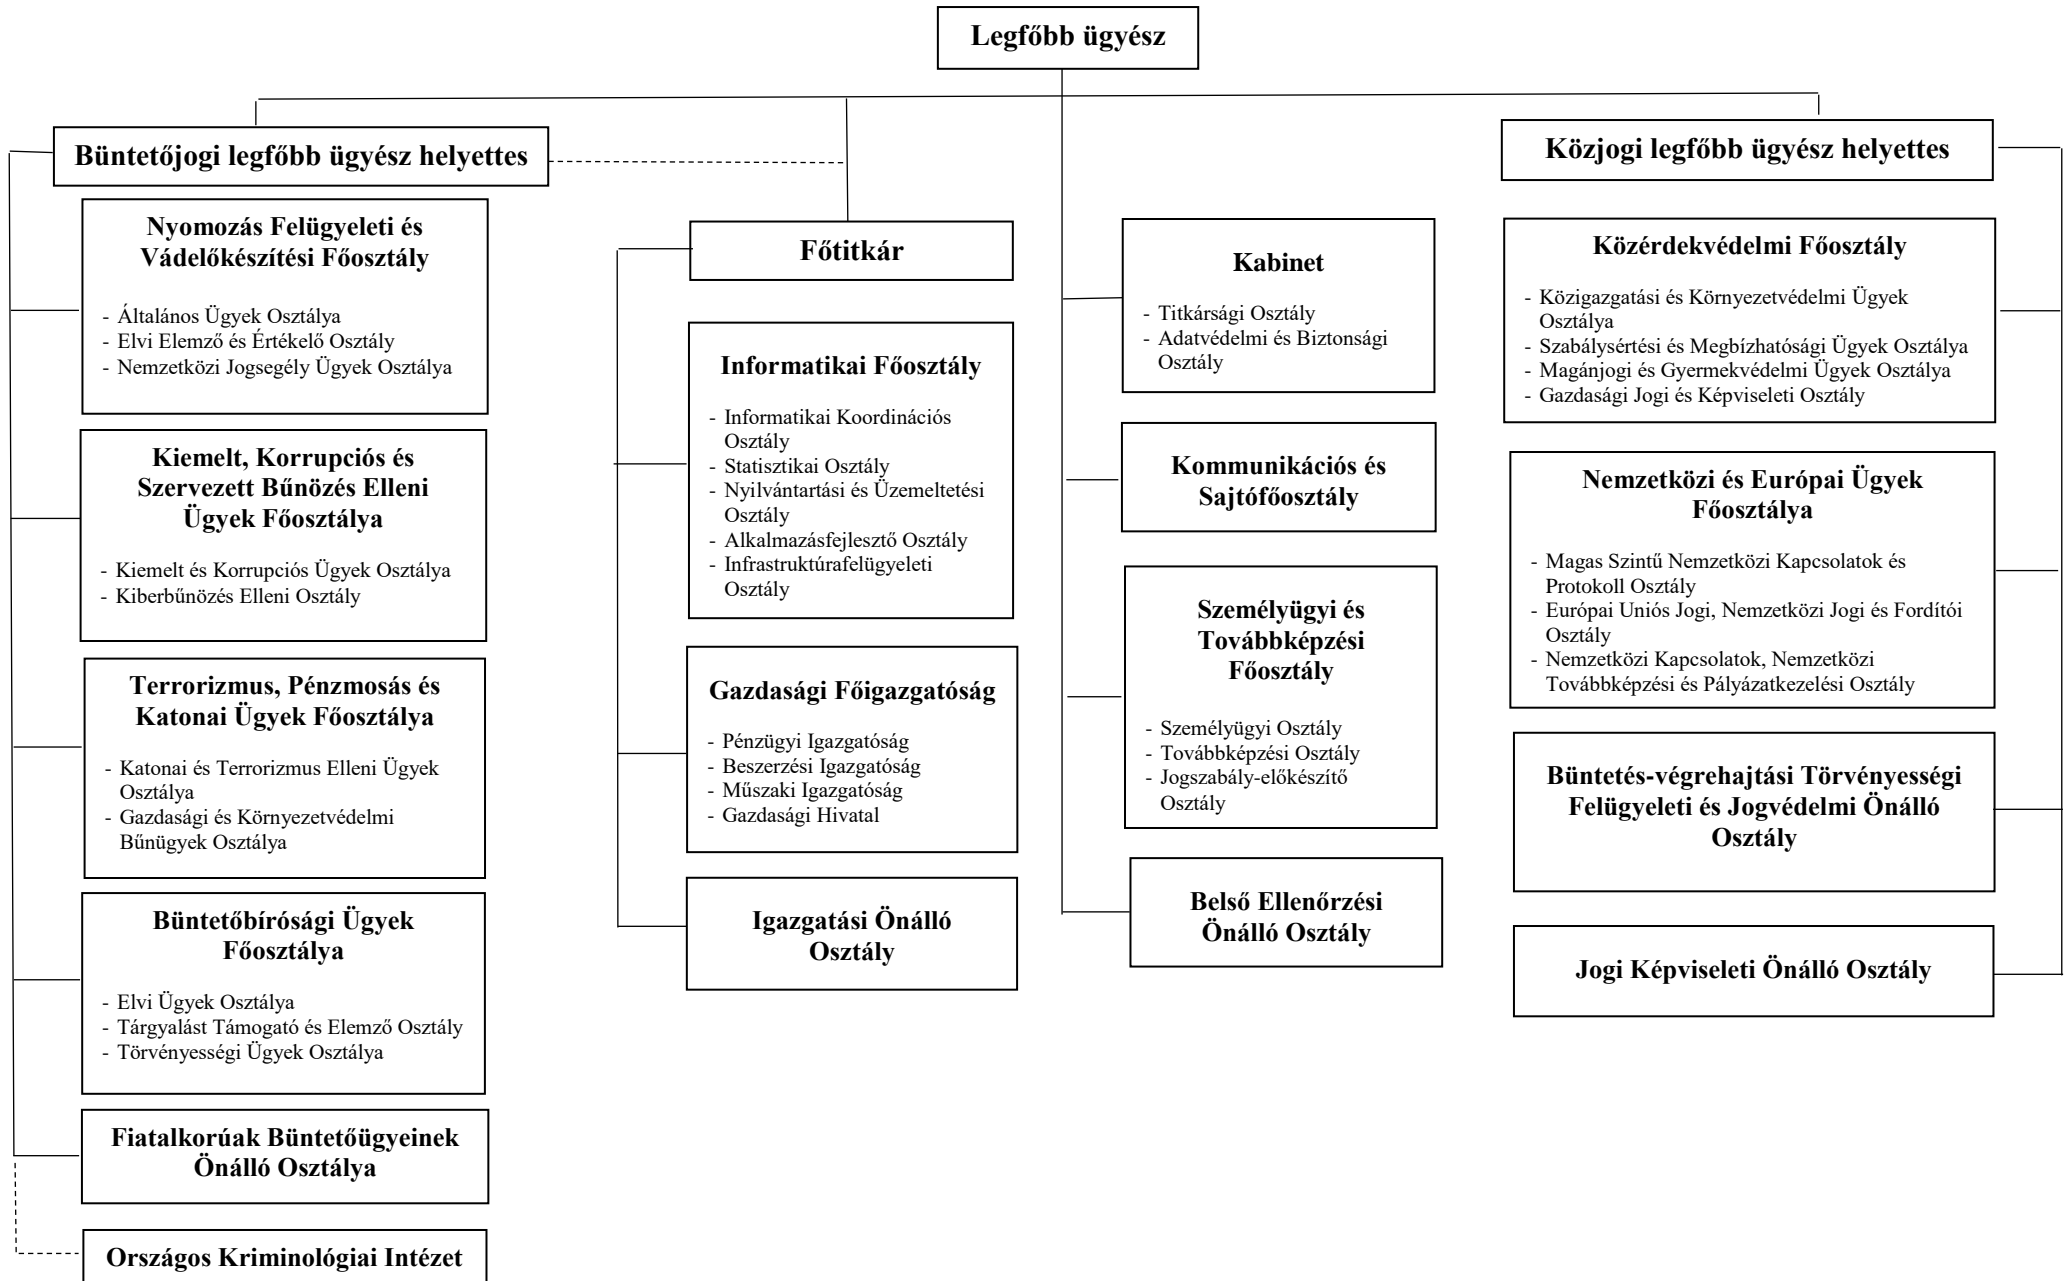 Legfőbb ügyész
Büntetőjogi legfőbb ügyész helyettes
Nyomozás Felügyeleti és
Vádelőkészítési Főosztály
- Általános Ügyek Osztálya
- Elvi Elemző és Értékelő Osztály
- Nemzetközi Jogsegély Ügyek Osztálya
Kiemelt, Korrupciós és
Szervezett Bűnözés Elleni
Ügyek Főosztálya
- Kiemelt és Korrupciós Ügyek Osztálya
- Kiberbűnözés Elleni Osztály
Terrorizmus, Pénzmosás és
Katonai Ügyek Főosztálya
- Katonai és Terrorizmus Elleni Ügyek
Osztálya
- Gazdasági és Környezetvédelmi
Bűnügyek Osztálya
Büntetőbírósági Ügyek
Főosztálya
- Elvi Ügyek Osztálya
- Tárgyalást Támogató és Elemző Osztály
- Törvényességi Ügyek Osztálya
Fiatalkorúak Büntetőügyeinek
Önálló Osztálya
Országos Kriminológiai Intézet
Főtitkár
Informatikai Főosztály
- Informatikai Koordinációs
Osztály
- Statisztikai Osztály
- Nyilvántartási és Üzemeltetési
Osztály
- Alkalmazásfejlesztő Osztály
- Infrastruktúrafelügyeleti
Osztály
Gazdasági Főigazgatóság
- Pénzügyi Igazgatóság
- Beszerzési Igazgatóság
- Műszaki Igazgatóság
- Gazdasági Hivatal
Igazgatási Önálló
Osztály
Kabinet
- Titkársági Osztály
- Adatvédelmi és Biztonsági
Osztály
Kommunikációs és
Sajtófőosztály
Személyügyi és
Továbbképzési
Főosztály
- Személyügyi Osztály
- Továbbképzési Osztály
- Jogszabály-előkészítő
Osztály
Belső Ellenőrzési
Önálló Osztály
Közjogi legfőbb ügyész helyettes
Közérdekvédelmi Főosztály
- Közigazgatási és Környezetvédelmi Ügyek
Osztálya
- Szabálysértési és Megbízhatósági Ügyek Osztálya
- Magánjogi és Gyermekvédelmi Ügyek Osztálya
- Gazdasági Jogi és Képviseleti Osztály
Nemzetközi és Európai Ügyek
Főosztálya
- Magas Szintű Nemzetközi Kapcsolatok és
Protokoll Osztály
- Európai Uniós Jogi, Nemzetközi Jogi és Fordítói
Osztály
- Nemzetközi Kapcsolatok, Nemzetközi
Továbbképzési és Pályázatkezelési Osztály
Büntetés-végrehajtási Törvényességi
Felügyeleti és Jogvédelmi Önálló
Osztály
Jogi Képviseleti Önálló Osztály